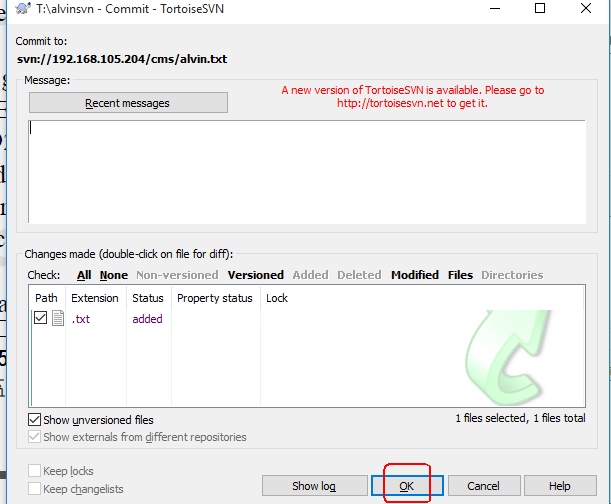 T:\alvinsvn - Commit - TortoiseSVN
Commit to:
svn://192.168.105.204/cms/alvin.txt
Message:
Recent messages
A new version of TortoiseSVN is available. Please go to
http://tortoisesvn.net to get it.
Changes made (double-click on file for diff):
Check: All None Non-versioned Versioned Added Deleted Modified Files Directories
Path Extension Status Property status Lock
.txt added
Show unversioned files
1 files selected, 1 files total
Show externals from different repositories
Keep locks
Keep changelists
Show log OK Cancel Help